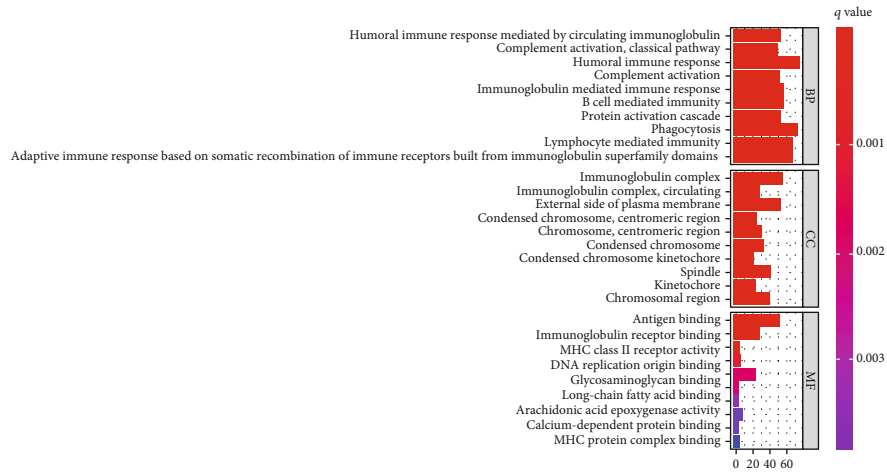 q value
Humoral immune response mediated by circulating immunoglobulin
Complement activation, classical pathway
Humoral immune response
Complement activation
Immunoglobulin mediated immune response
B cell mediated immunity
Protein activation cascade
Phagocytosis
Lymphocyte mediated immunity
Adaptive immune response based on somatic recombination of immune receptors built from immunoglobulin superfamily domains
BP
Immunoglobulin complex
Immunoglobulin complex, circulating
External side of plasma membrane
Condensed chromosome, centromeric region
Chromosome, centromeric region
Condensed chromosome
Condensed chromosome kinetochore
Spindle
Kinetochore
Chromosomal region
CC
Antigen binding
Immunoglobulin receptor binding
MHC class II receptor activity
DNA replication origin binding
Glycosaminoglycan binding
Long-chain fatty acid binding
Arachidonic acid epoxygenase activity
Calcium-dependent protein binding
MHC protein complex binding
MF
0 20 40 60
0.001
0.002
0.003